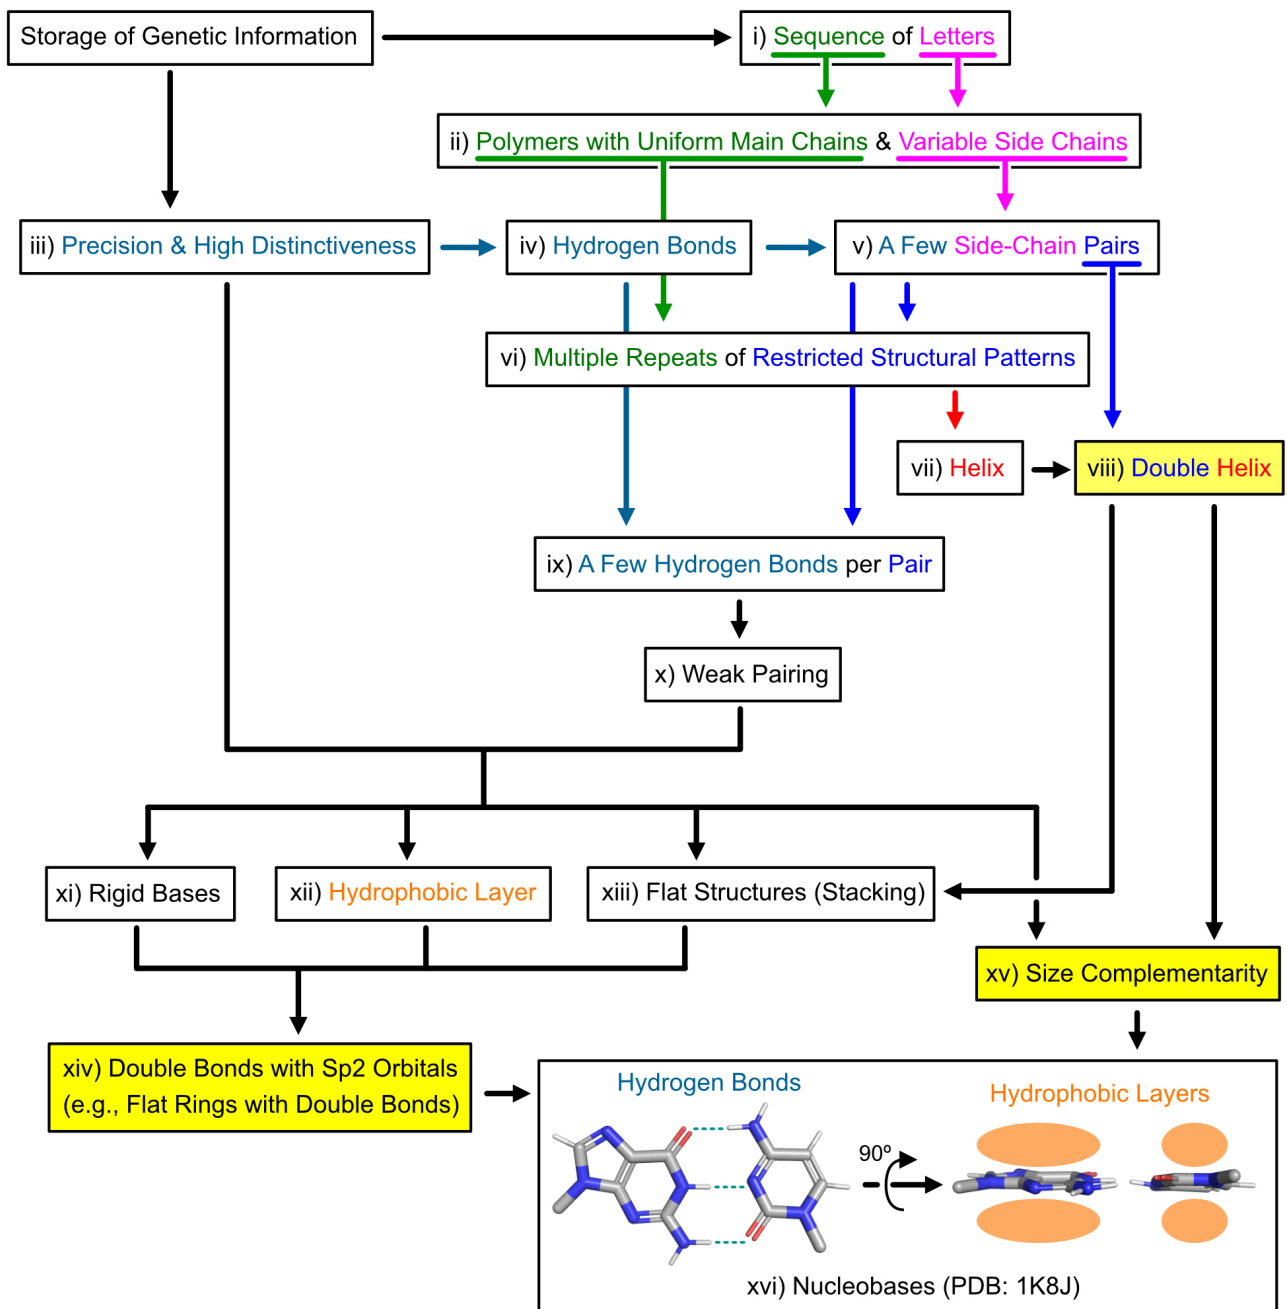 Storage of Genetic Information
i) Sequence of Letters
ii) Polymers with Uniform Main Chains & Variable Side Chains
iii) Precision & High Distinctiveness
iv) Hydrogen Bonds
v) A Few Side-Chain Pairs
vi) Multiple Repeats of Restricted Structural Patterns
vii) Helix
viii) Double Helix
ix) A Few Hydrogen Bonds per Pair
x) Weak Pairing
xi) Rigid Bases
xii) Hydrophobic Layer
xiii) Flat Structures (Stacking)
xv) Size Complementarity
xiv) Double Bonds with Sp2 Orbitals
(e.g., Flat Rings with Double Bonds)
Hydrogen Bonds
Hydrophobic Layers
90º
xvi) Nucleobases (PDB: 1K8J)